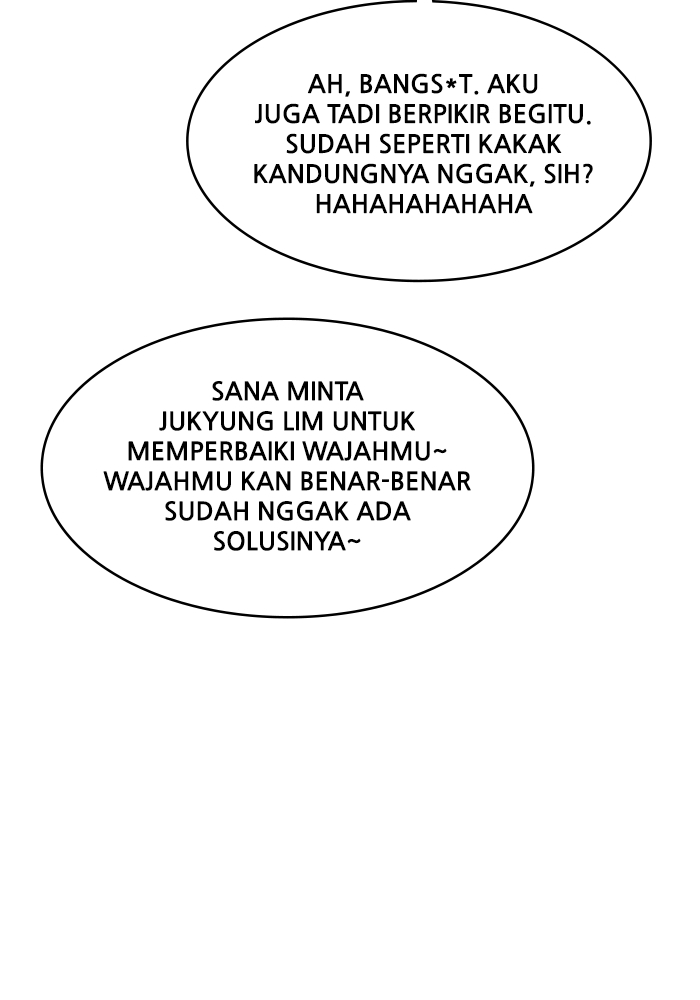 AH, BANGS*T. AKU
JUGA TADI BERPIKIR BEGITU.
SUDAH SEPERTI KAKAK
KANDUNGNYA NGGAK, SIH?
HAHAHAHAHAHA
SANA MINTA
JUKYUNG LIM UNTUK
MEMPERBAIKI WAJAHMU~
WAJAHMU KAN BENAR-BENAR
SUDAH NGGAK ADA
SOLUSINYA~